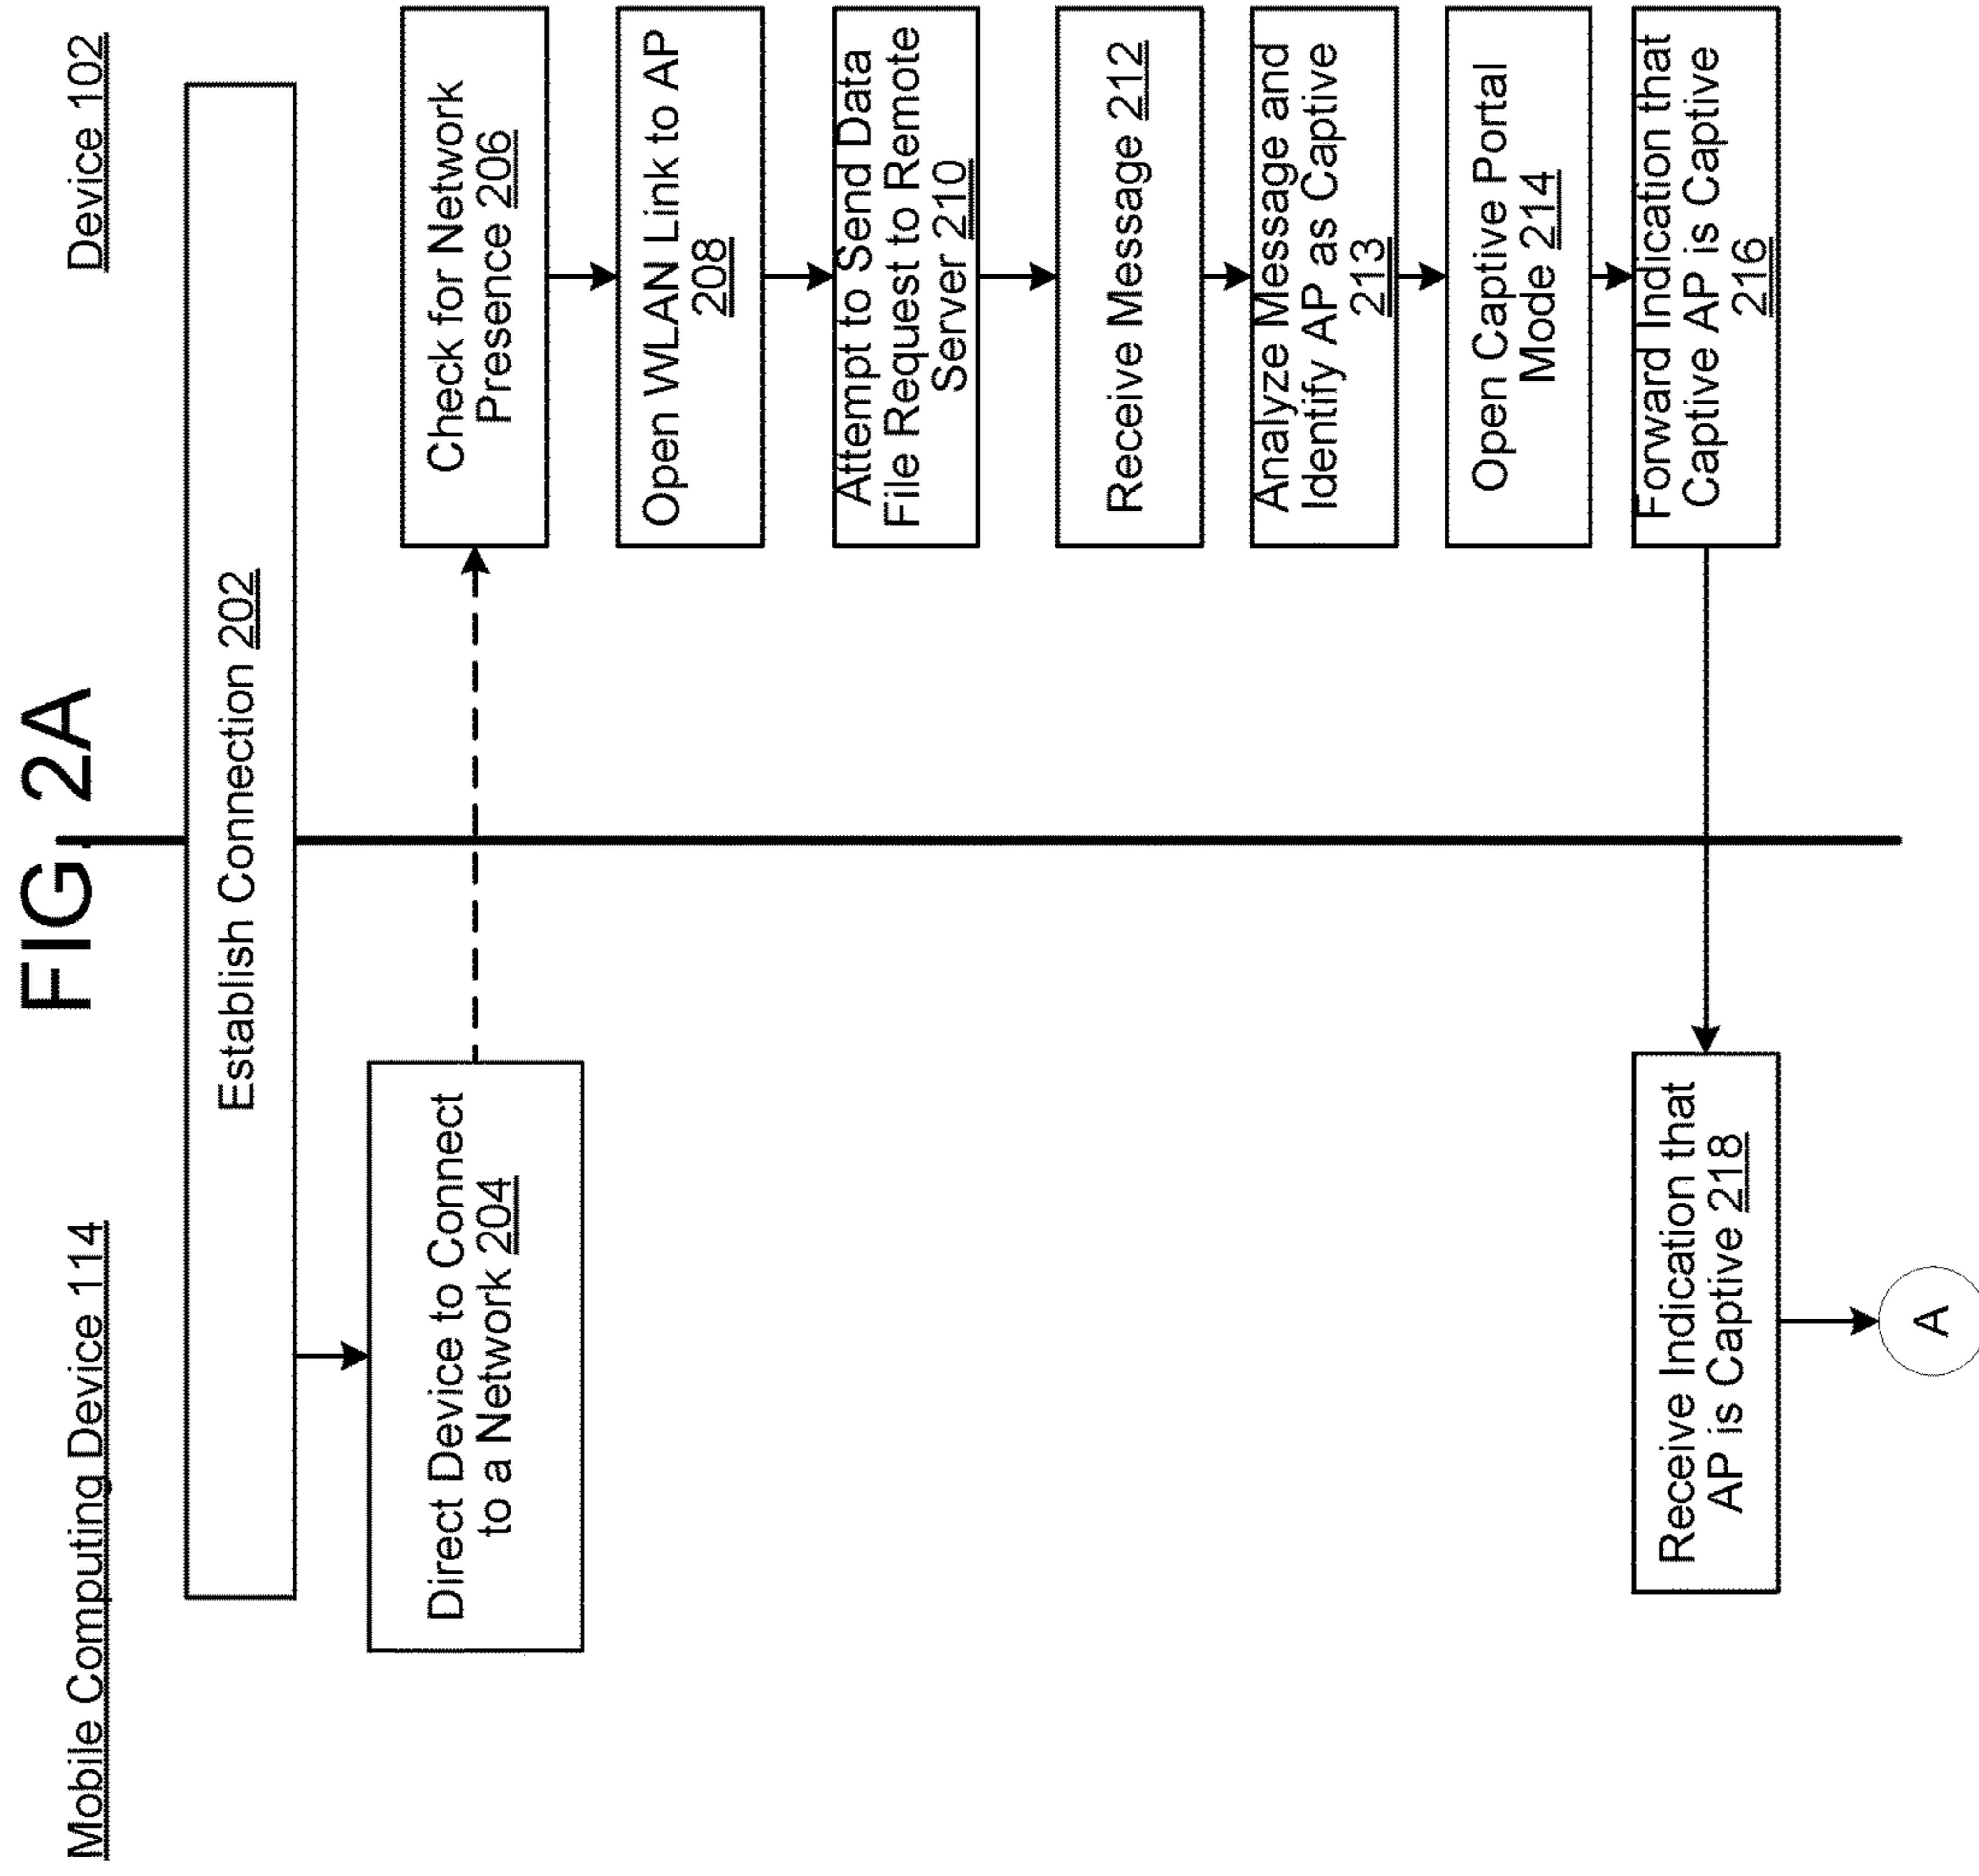 FIG. 2A
Mobile Computing Device 114
Device 102
Establish Connection 202
Direct Device to Connect
to a Network 204
Check for Network
Presence 206
Open WLAN Link to AP
208
Attempt to Send Data
File Request to Remote
Server 210
Receive Message 212
Analyze Message and
Identify AP as Captive
213
Open Captive Portal
Mode 214
Forward Indication that
Captive AP is Captive
216
Receive Indication that
AP is Captive 218
A